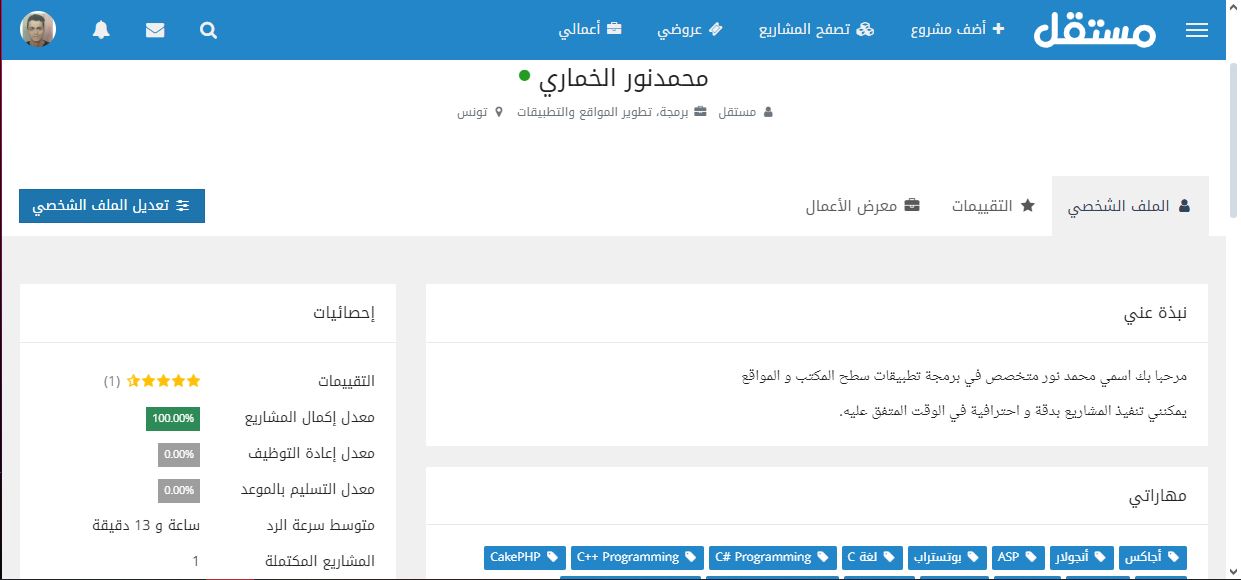 مستقل
أضف مشروع
تصفح المشاريع
عروضي
أعمالي
محمدنور الخماري
مستقل برمجة، تطوير المواقع والتطبيقات تونس
الملف الشخصي
التقييمات
معرض الأعمال
تعديل الملف الشخصي
نبذة عني
مرحبا بك اسمي محمد نور متخصص في برمجة تطبيقات سطح المكتب و المواقع
يمكنني تنفيذ المشاريع بدقة و احترافية في الوقت المتفق عليه.
مهاراتي
أجاكس أنجولار ASP بوتستراب لغة C C# Programming C++ Programming CakePHP
إحصائيات
التقييمات (1)
معدل إكمال المشاريع 100.00%
معدل إعادة التوظيف 0.00%
معدل التسليم بالموعد 0.00%
متوسط سرعة الرد ساعة و 13 دقيقة
المشاريع المكتملة 1